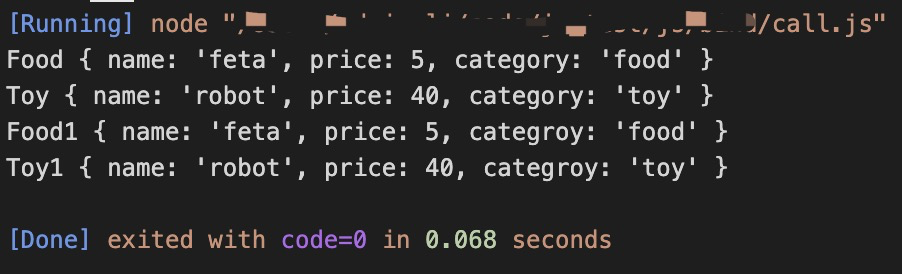 [Running] node "/ /js/bind/call.js"
Food { name: 'feta', price: 5, category: 'food' }
Toy { name: 'robot', price: 40, category: 'toy' }
Food1 { name: 'feta', price: 5, categroy: 'food' }
Toy1 { name: 'robot', price: 40, categroy: 'toy' }
[Done] exited with code=0 in 0.068 seconds